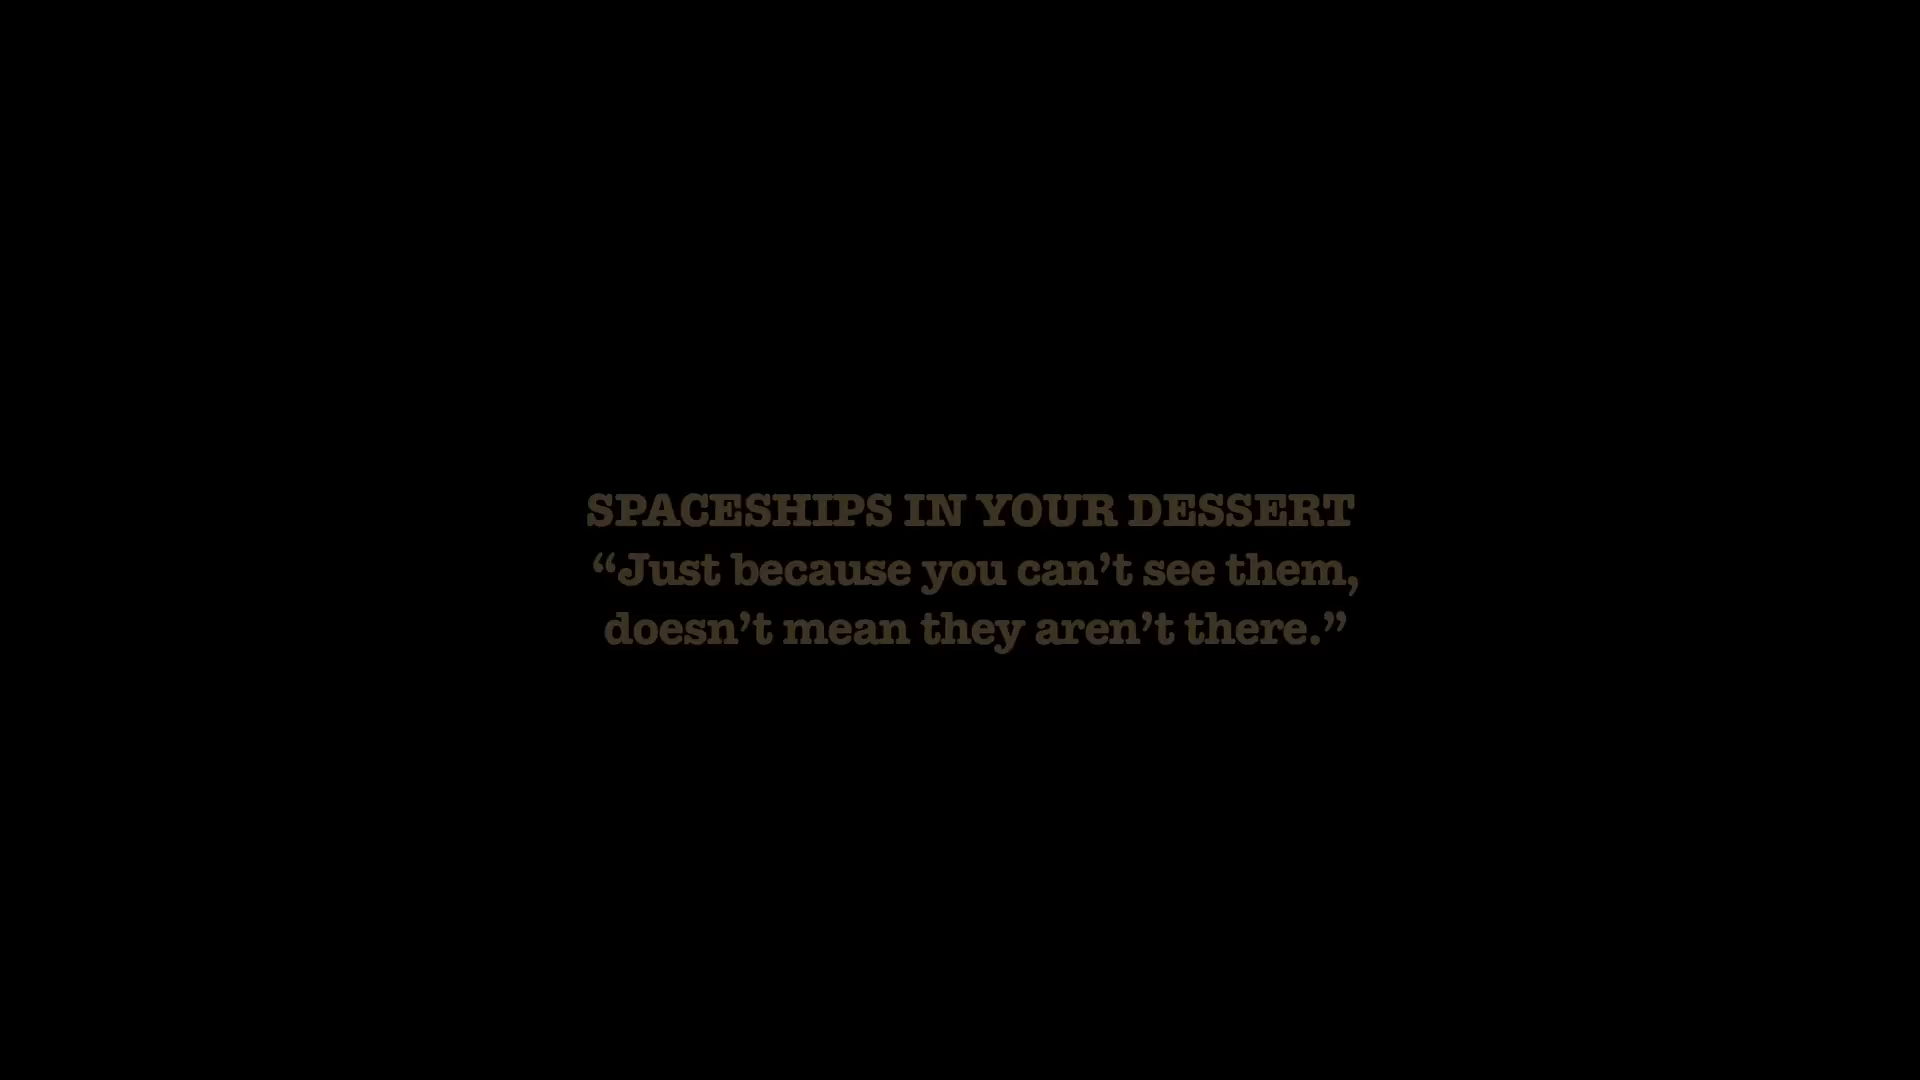 SPACESHIPS IN YOUR DESSERT
“Just because you can’t see them,
doesn’t mean they aren’t there.”